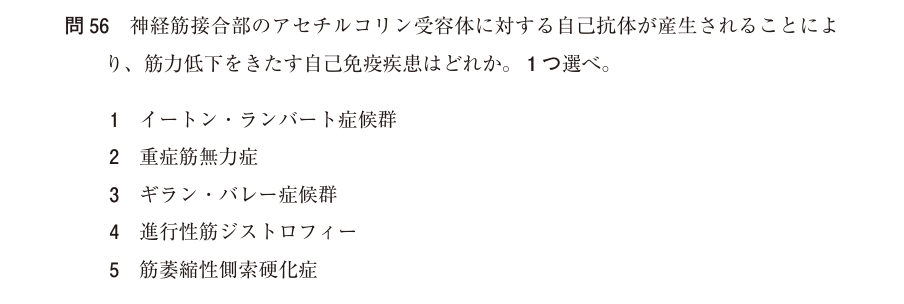 問 56　神経筋接合部のアセチルコリン受容体に対する自己抗体が産生されることによ
り、筋力低下をきたす自己免疫疾患はどれか。１つ選べ。
1　イートン・ランバート症候群
2　重症筋無力症
3　ギラン・バレー症候群
4　進行性筋ジストロフィー
5　筋萎縮性側索硬化症